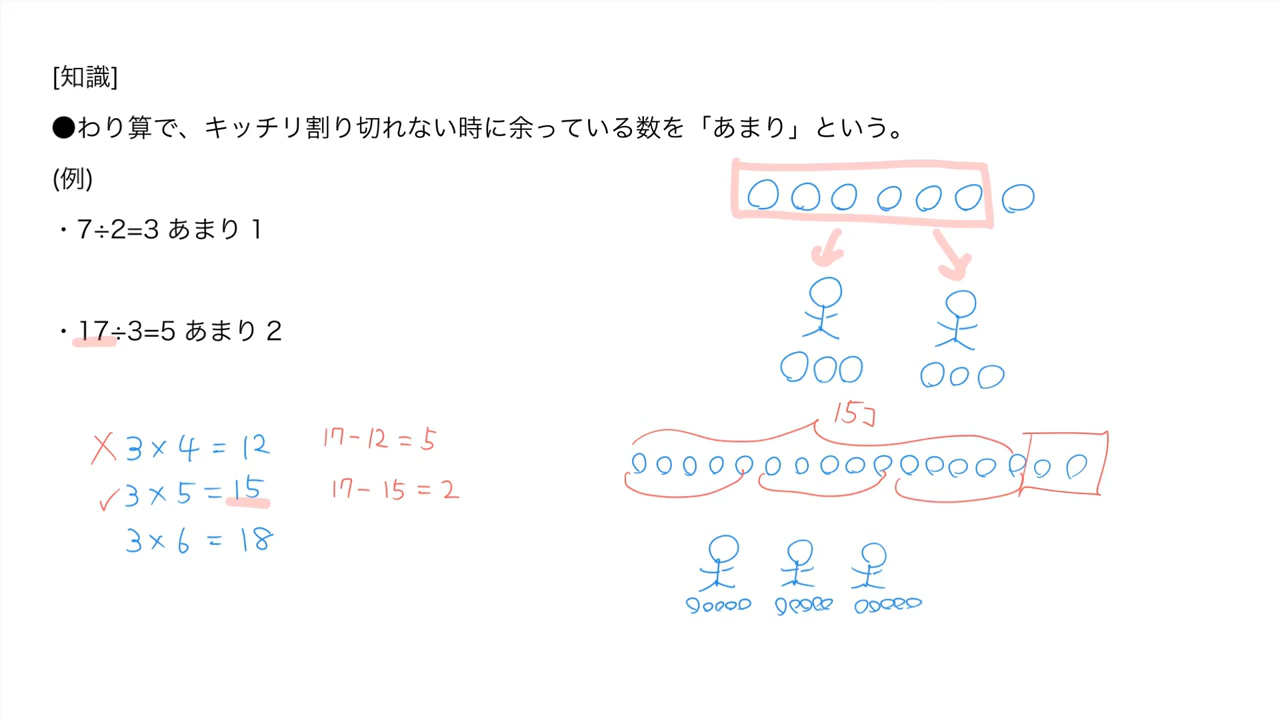 [知識]
●わり算で、キッチリ割り切れない時に余っている数を「あまり」という。
(例)
・7÷2=3 あまり 1
・17÷3=5 あまり 2
15コ
3×4=12 17-12=5
3×5=15 17-15=2
3×6=18